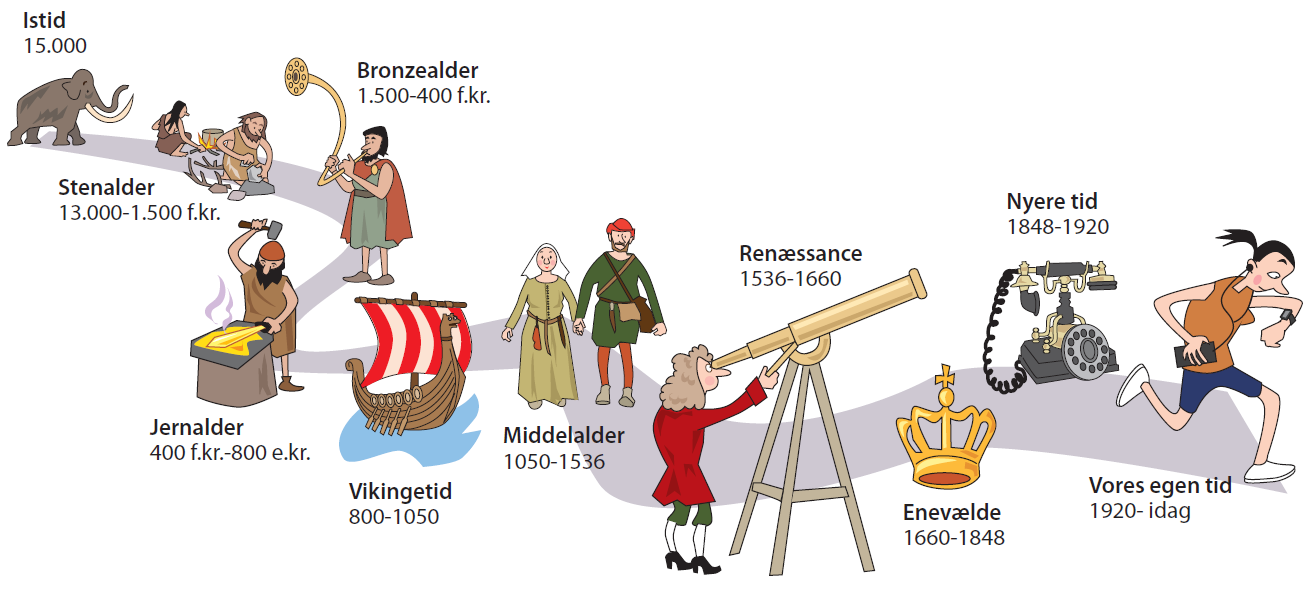 Istid
15.000
Stenalder
13.000-1.500 f.kr.
Bronzealder
1.500-400 f.kr.
Jernalder
400 f.kr.-800 e.kr.
Vikingetid
800-1050
Middelalder
1050-1536
Renæssance
1536-1660
Enevælde
1660-1848
Nyere tid
1848-1920
Vores egen tid
1920- idag